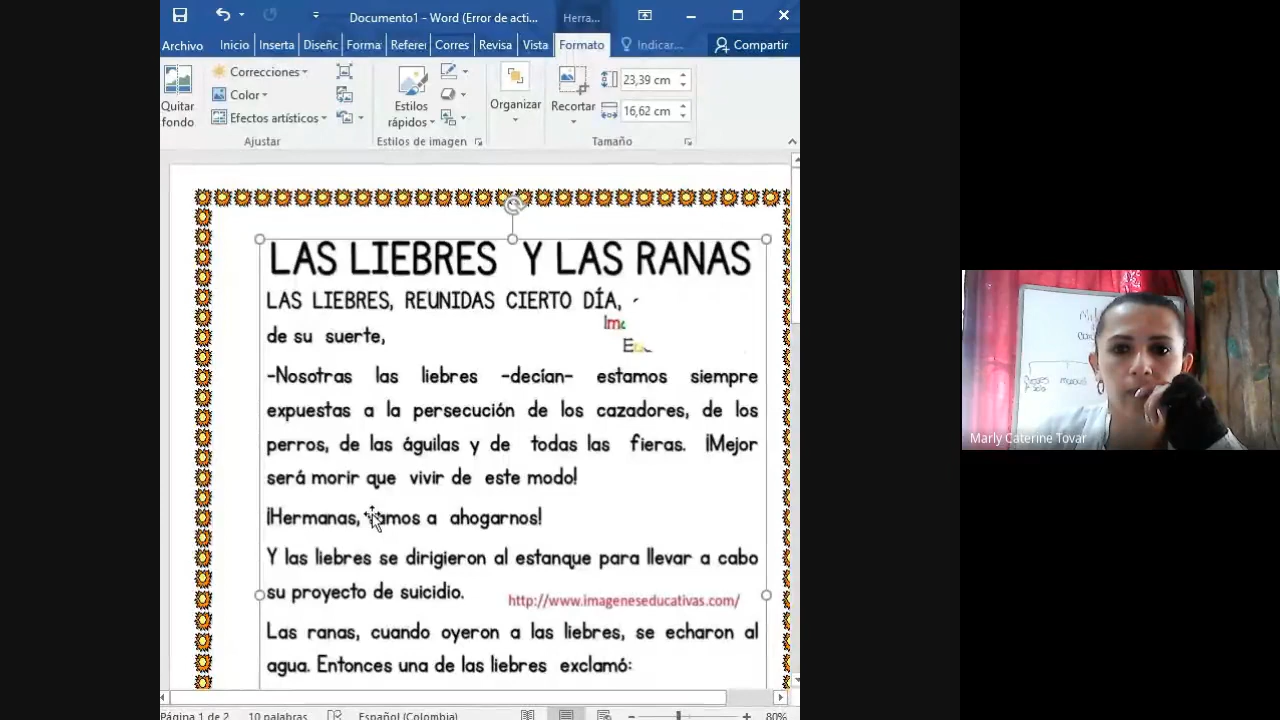 Documento1 - Word (Error de acti...
Herra...
Archivo Inicio Inserta Diseño Forma Referen Corres Revisa Vista Formato Indicar... Compartir
Quitar fondo
Correcciones
Color
Efectos artísticos
Ajustar
Estilos rápidos
Estilos de imagen
Organizar
Recortar
23,39 cm
16,62 cm
Tamaño
LAS LIEBRES Y LAS RANAS
LAS LIEBRES, REUNIDAS CIERTO DÍA,
de su suerte,
-Nosotras las liebres -decían- estamos siempre
expuestas a la persecución de los cazadores, de los
perros, de las águilas y de todas las fieras. ¡Mejor
será morir que vivir de este modo!
¡Hermanas, vamos a ahogarnos!
Y las liebres se dirigieron al estanque para llevar a cabo
su proyecto de suicidio.
http://www.imageneseducativas.com/
Las ranas, cuando oyeron a las liebres, se echaron al
agua. Entonces una de las liebres exclamó:
Página 1 de 2 10 palabras Español (Colombia) 80%
Marly Caterine Tovar